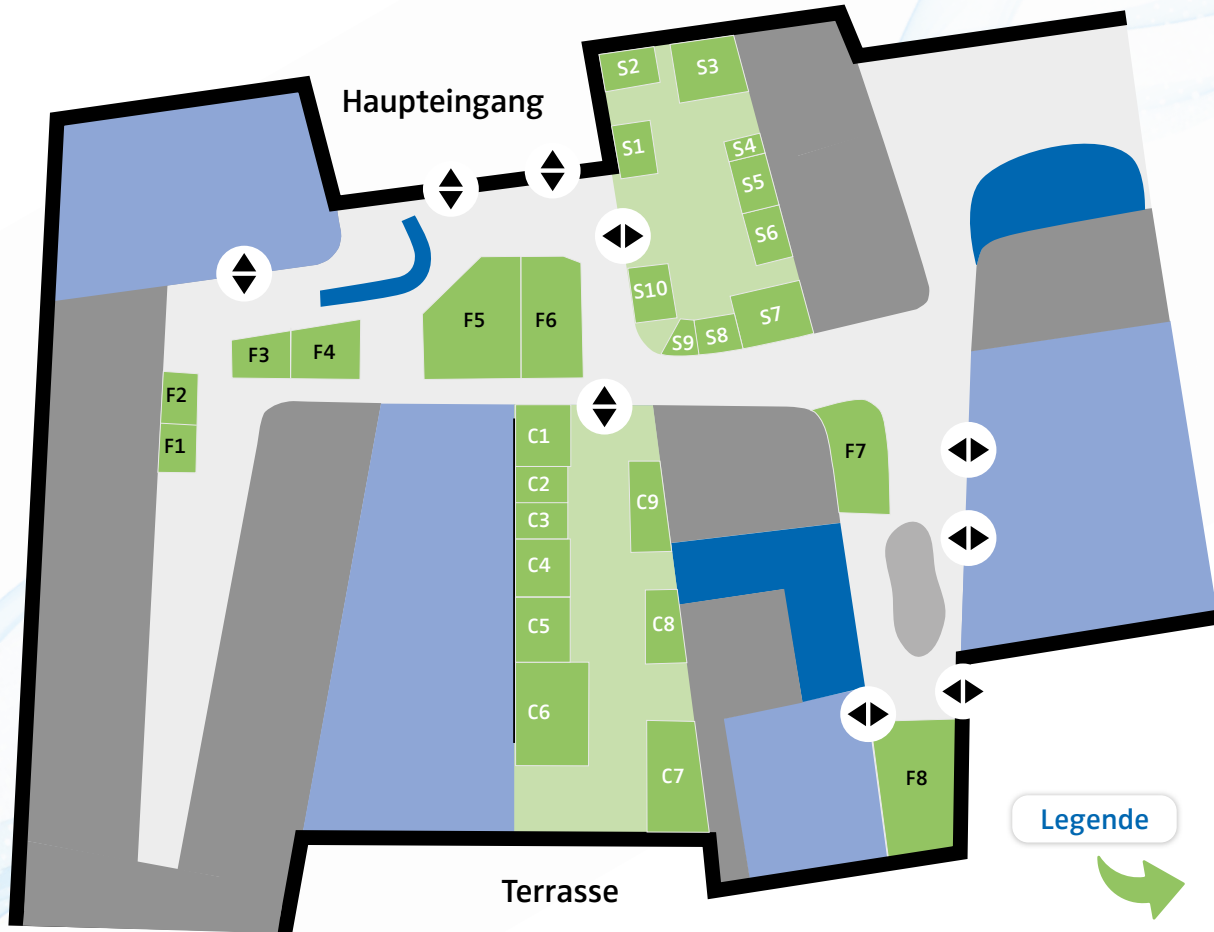 Haupteingang
S2
S3
S1
S4
S5
S6
S10
S7
S8
S9
F5
F6
F3
F4
F2
F1
C1
C2
C3
C4
C5
C6
C9
C8
C7
F7
F8
Legende
Terrasse